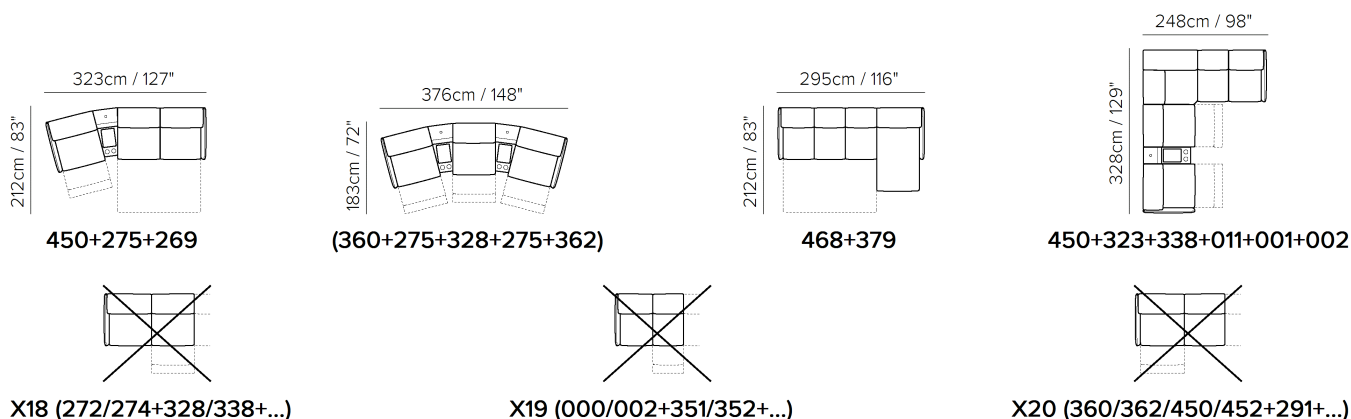 248cm / 98"
323cm / 127"
376cm / 148"
295cm / 116"
212cm / 83"
183cm / 72"
212cm / 83"
328cm / 129"
450+275+269
(360+275+328+275+362)
468+379
450+323+338+011+001+002
X18 (272/274+328/338+...)
X19 (000/002+351/352+...)
X20 (360/362/450/452+291+...)